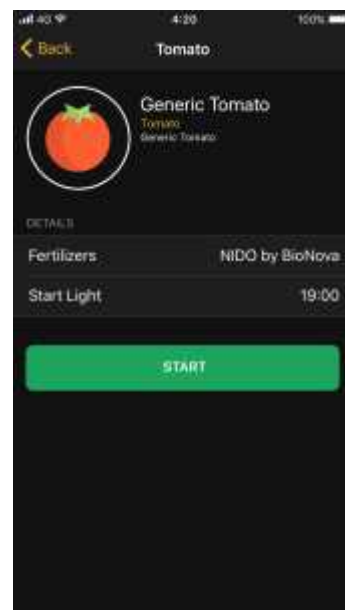 4G 4:20 100%
Back Tomato
Generic Tomato
Tomato
Generic Tomato
DETAILS
Fertilizers NIDO by BioNova
Start Light 19:00
START